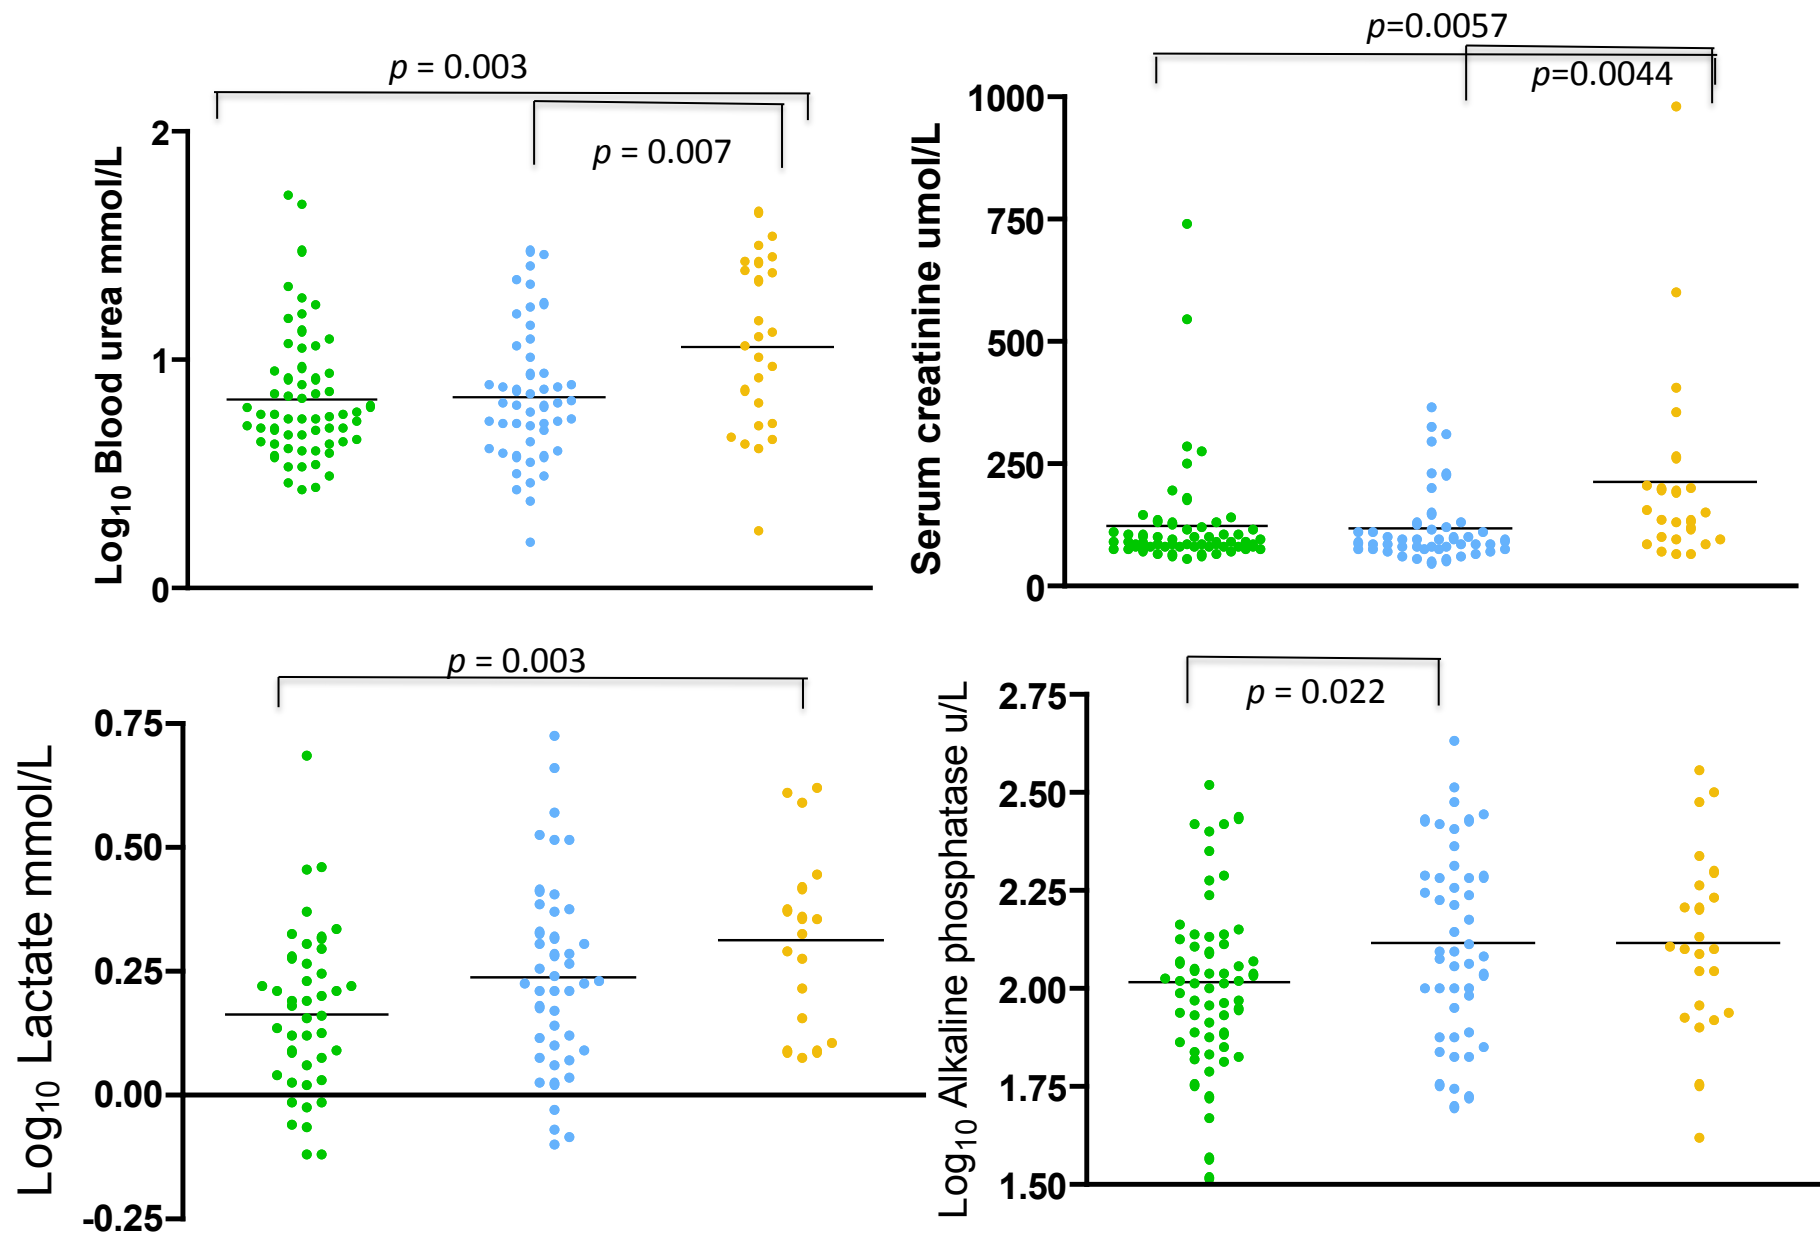 p = 0.003
p = 0.007
Log10 Blood urea mmol/L
2
1
0
p=0.0057
p=0.0044
Serum creatinine umol/L
1000
750
500
250
0
p = 0.003
Log10 Lactate mmol/L
0.75
0.50
0.25
0.00
-0.25
p = 0.022
Log10 Alkaline phosphatase u/L
2.75
2.50
2.25
2.00
1.75
1.50